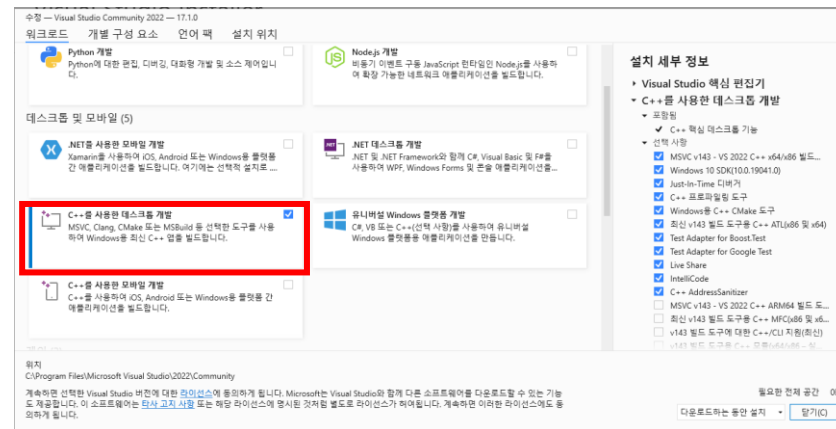 수정 — Visual Studio Community 2022 — 17.1.0
워크로드 개별 구성 요소 언어 팩 설치 위치
Python 개발
Python에 대한 편집, 디버깅, 대화형 개발 및 소스 제어입니다.
Node.js 개발
비동기 이벤트 구동 JavaScript 런타임인 Node.js를 사용하여 확장 가능한 네트워크 애플리케이션을 빌드합니다.
데스크톱 및 모바일 (5)
.NET을 사용한 모바일 개발
Xamarin을 사용하여 iOS, Android 또는 Windows용 플랫폼
간 애플리케이션을 빌드합니다. 여기에는 선택적 설치로 ....
.NET 데스크톱 개발
.NET 및 .NET Framework와 함께 C#, Visual Basic 및 F#을
사용하여 WPF, Windows Forms 및 콘솔 애플리케이션을...
C++를 사용한 데스크톱 개발
MSVC, Clang, CMake 또는 MSBuild 등 선택한 도구를 사용
하여 Windows용 최신 C++ 앱을 빌드합니다.
유니버설 Windows 플랫폼 개발
C#, VB 또는 C++(선택 사항)를 사용하여 유니버설
Windows 플랫폼용 애플리케이션을 만듭니다.
C++를 사용한 모바일 개발
C++를 사용하여 iOS, Android 또는 Windows용 플랫폼 간
애플리케이션을 빌드합니다.
설치 세부 정보
Visual Studio 핵심 편집기
C++를 사용한 데스크톱 개발
포함됨
C++ 핵심 데스크톱 기능
선택 사항
MSVC v143 - VS 2022 C++ x64/x86 빌드...
Windows 10 SDK(10.0.19041.0)
Just-In-Time 디버거
C++ 프로파일링 도구
Windows용 C++ CMake 도구
최신 v143 빌드 도구용 C++ ATL(x86 및 x64)
Test Adapter for Boost.Test
Test Adapter for Google Test
Live Share
IntelliCode
C++ AddressSanitizer
MSVC v143 - VS 2022 C++ ARM64 빌드 도...
최신 v143 빌드 도구용 C++ MFC(x86 및 x6...
v143 빌드 도구에 대한 C++/CLI 지원(최신)
위치
C:\Program Files\Microsoft Visual Studio\2022\Community
계속하면 선택한 Visual Studio 버전에 대한 라이선스에 동의하게 됩니다. Microsoft는 Visual Studio와 함께 다른 소프트웨어를 다운로드할 수 있는 기능
도 제공합니다. 이 소프트웨어는 타사 고지 사항 또는 해당 라이선스에 명시된 것처럼 별도로 라이선스가 허여됩니다. 계속하면 이러한 라이선스에도 동
의하게 됩니다.
필요한 전체 공간
다운로드하는 동안 설치 닫기(C)